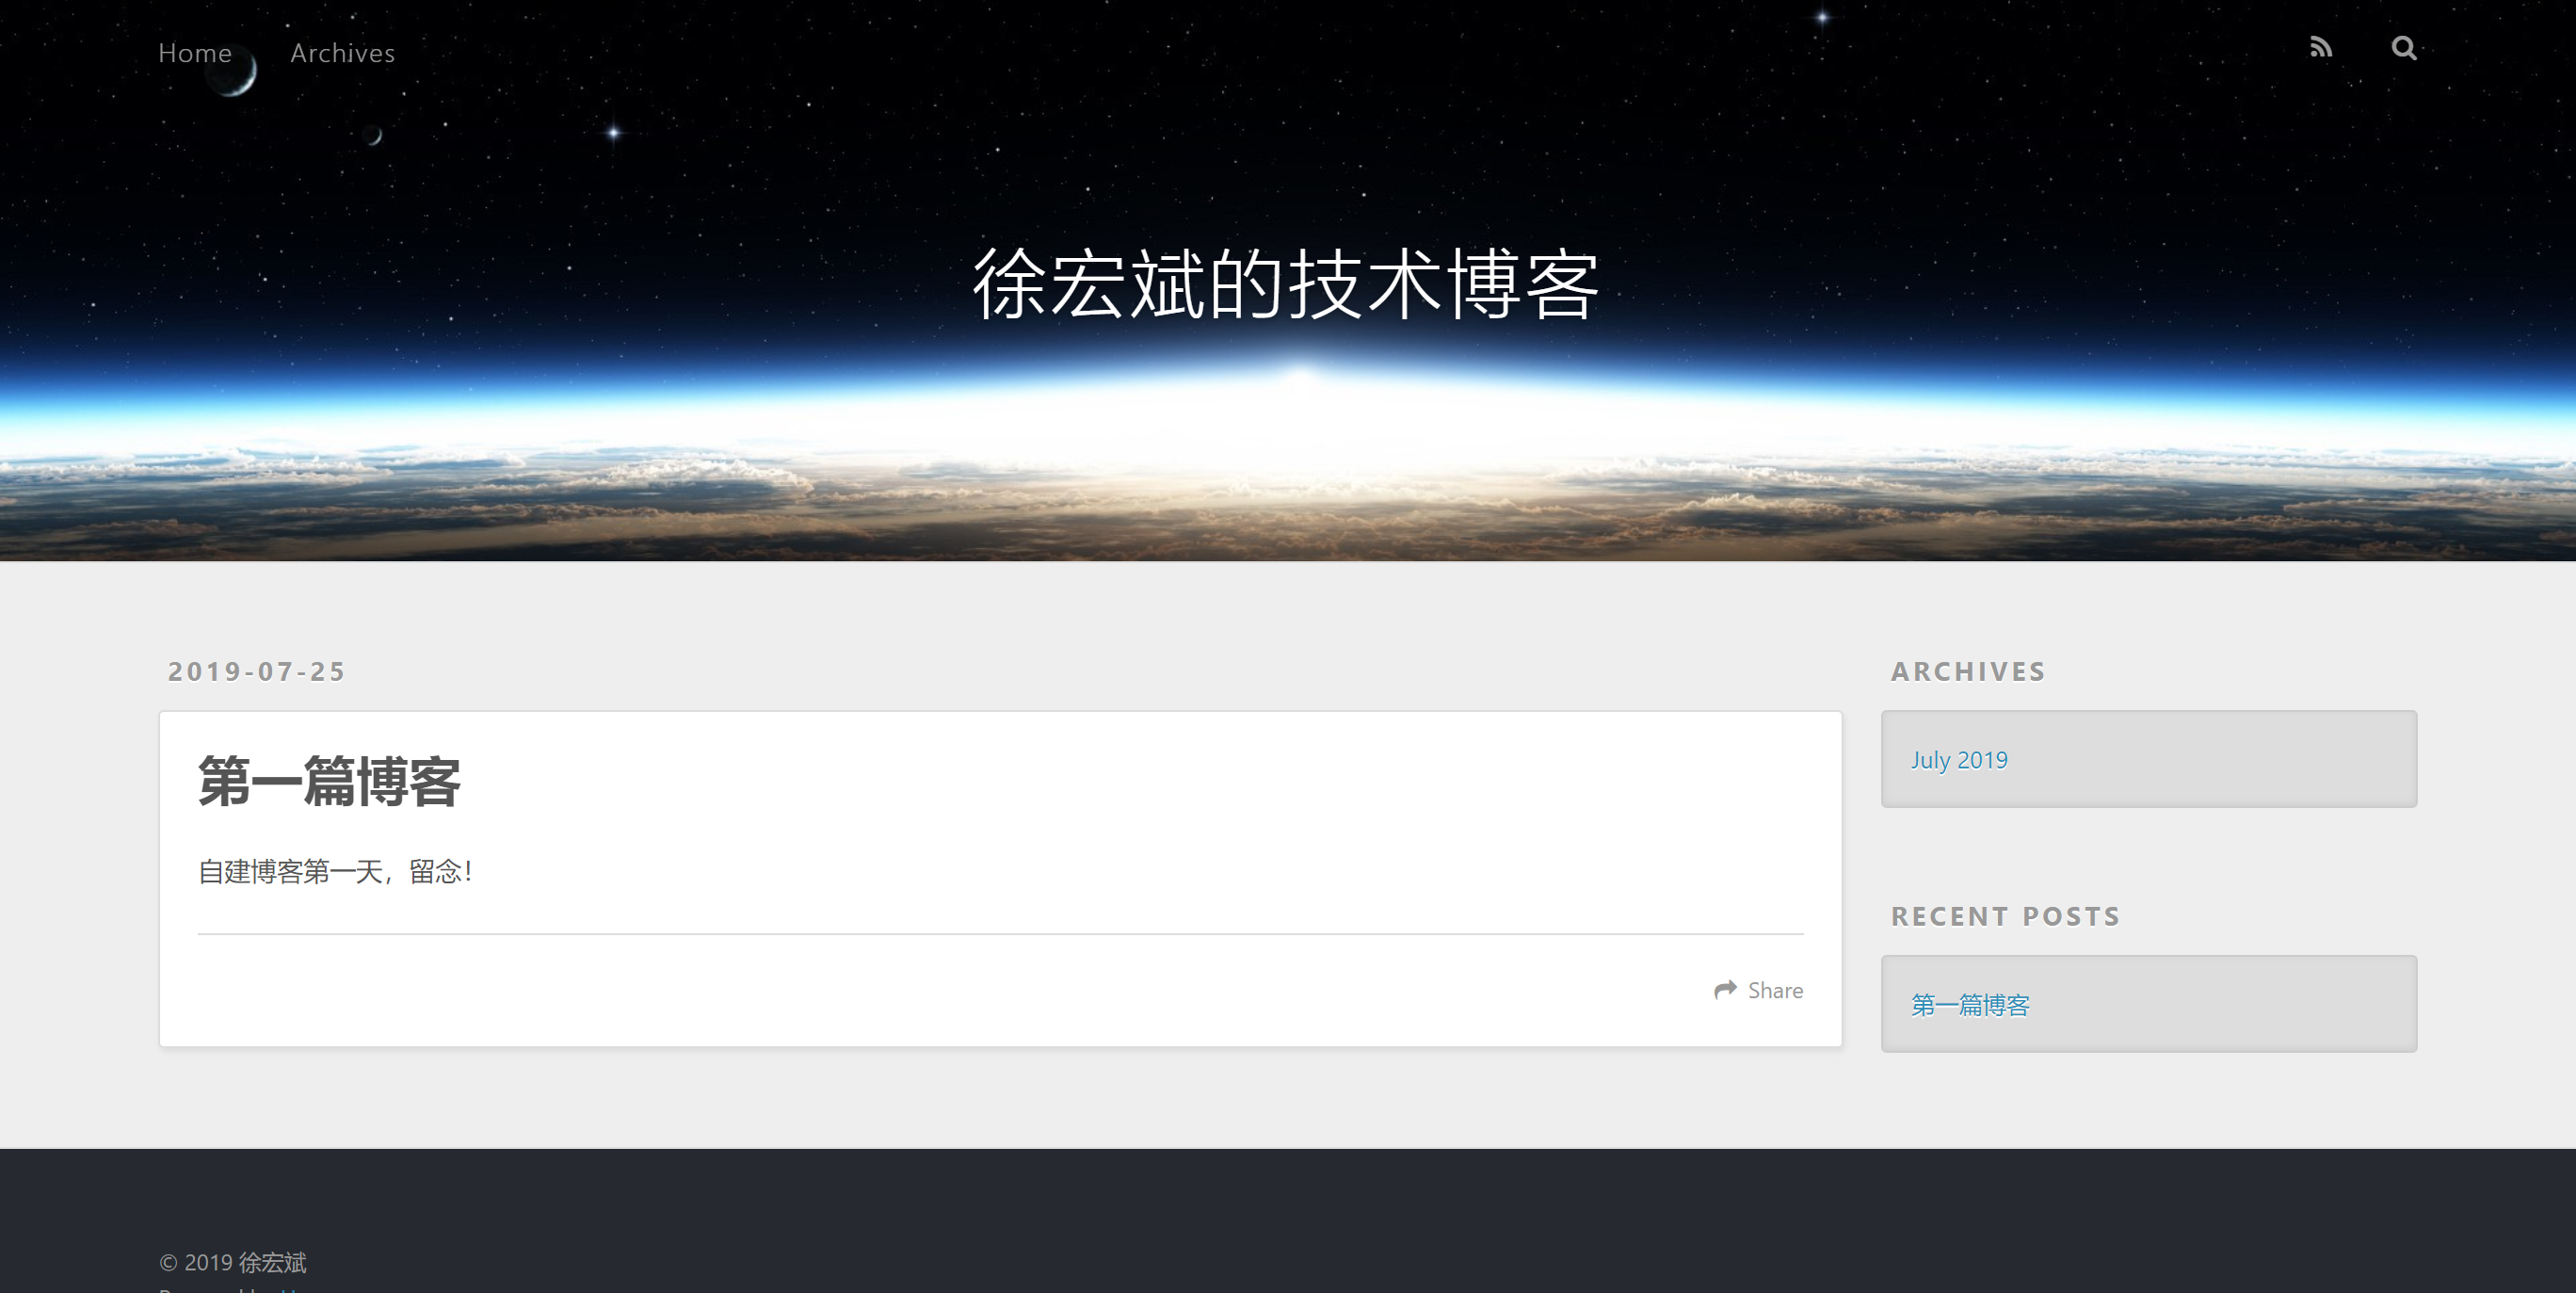 Home Archives
徐宏斌的技术博客
2019-07-25
第一篇博客
自建博客第一天，留念！
Share
ARCHIVES
July 2019
RECENT POSTS
第一篇博客
© 2019 徐宏斌